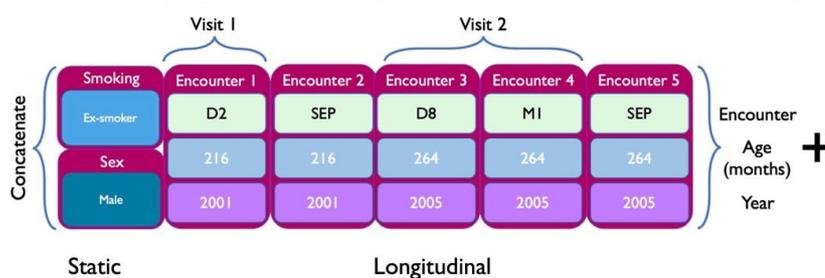 Visit 1
Visit 2
Concatenate
Smoking
Ex-smoker
Sex
Male
Encounter 1
Encounter 2
Encounter 3
Encounter 4
Encounter 5
D2
SEP
D8
M1
SEP
216
216
264
264
264
2001
2001
2005
2005
2005
Encounter
Age
(months)
Year
+
Static
Longitudinal